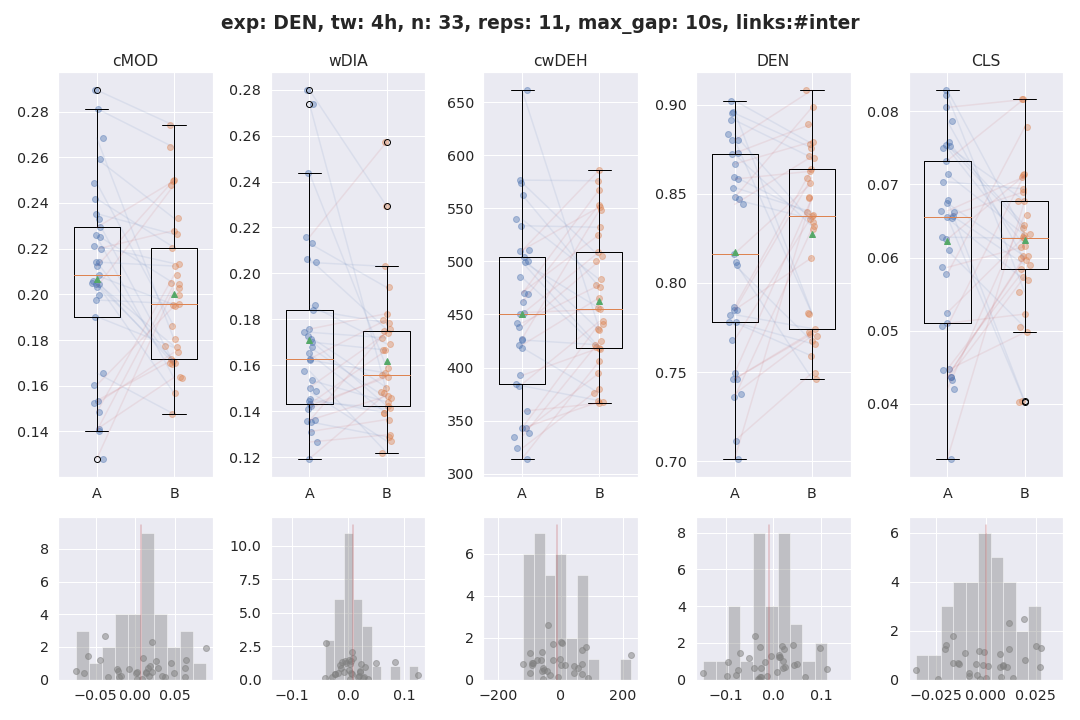 exp: DEN, tw: 4h, n: 33, reps: 11, max_gap: 10s, links:#inter
cMOD wDIA cwDEH DEN CLS
0.28 0.26 0.24 0.22 0.20 0.18 0.16 0.14
A B
0.28 0.26 0.24 0.22 0.20 0.18 0.16 0.14 0.12
A B
650 600 550 500 450 400 350 300
A B
0.90 0.85 0.80 0.75 0.70
A B
0.08 0.07 0.06 0.05 0.04
A B
8 6 4 2 0
−0.05 0.00 0.05
10.0 7.5 5.0 2.5 0.0
−0.1 0.0 0.1
6 4 2 0
−200 0 200
8 6 4 2 0
−0.1 0.0 0.1
6 4 2 0
−0.025 0.000 0.025